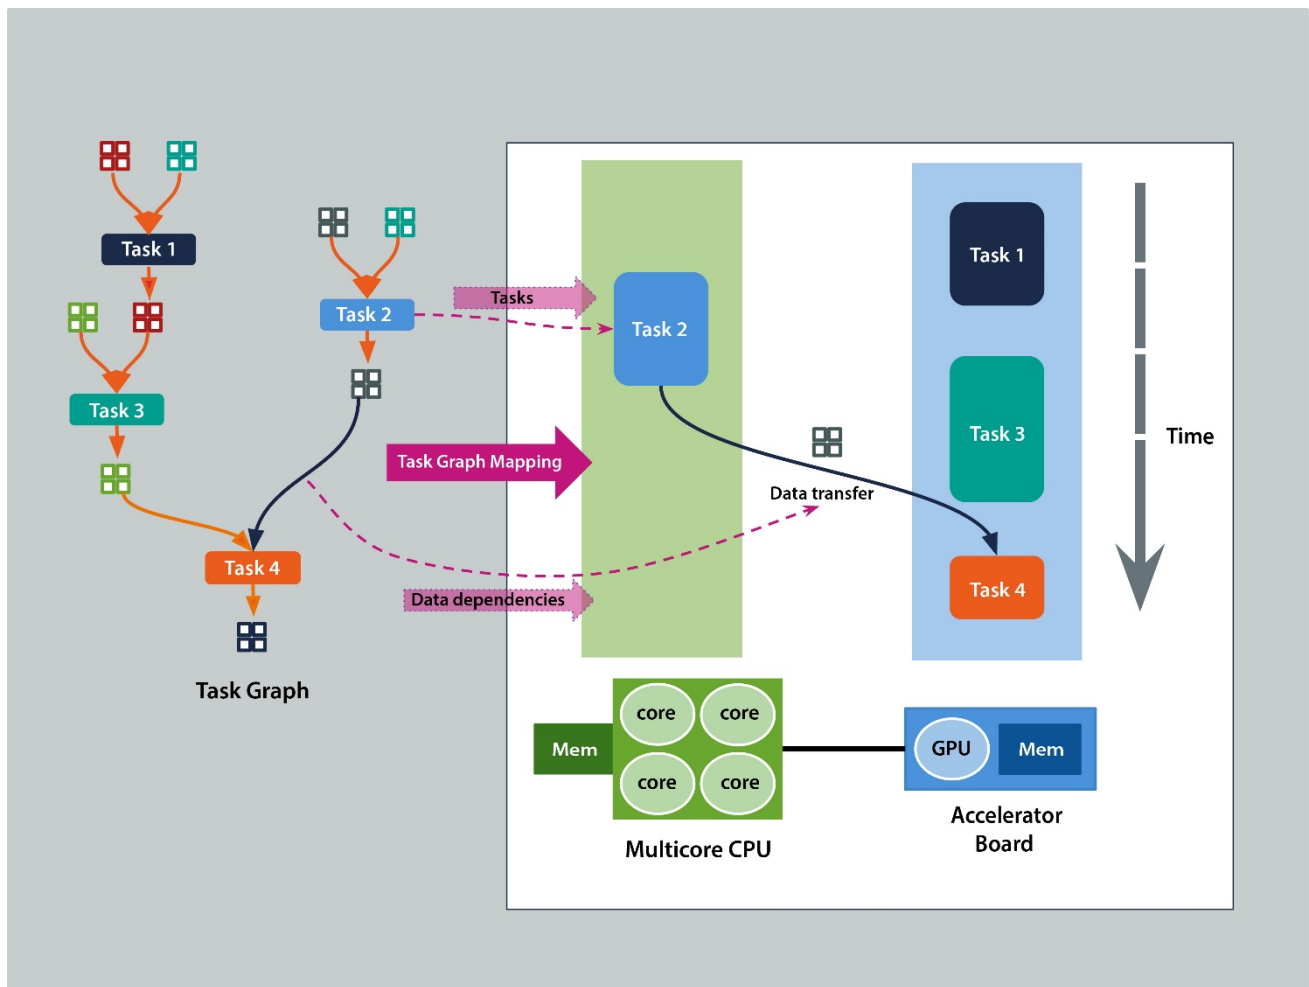 Task 1
Task 2
Task 3
Task 4
Task Graph
Tasks
Task Graph Mapping
Data dependencies
Task 2
Data transfer
Task 1
Task 3
Task 4
Time
Mem
core
core
core
core
Multicore CPU
GPU
Mem
Accelerator
Board